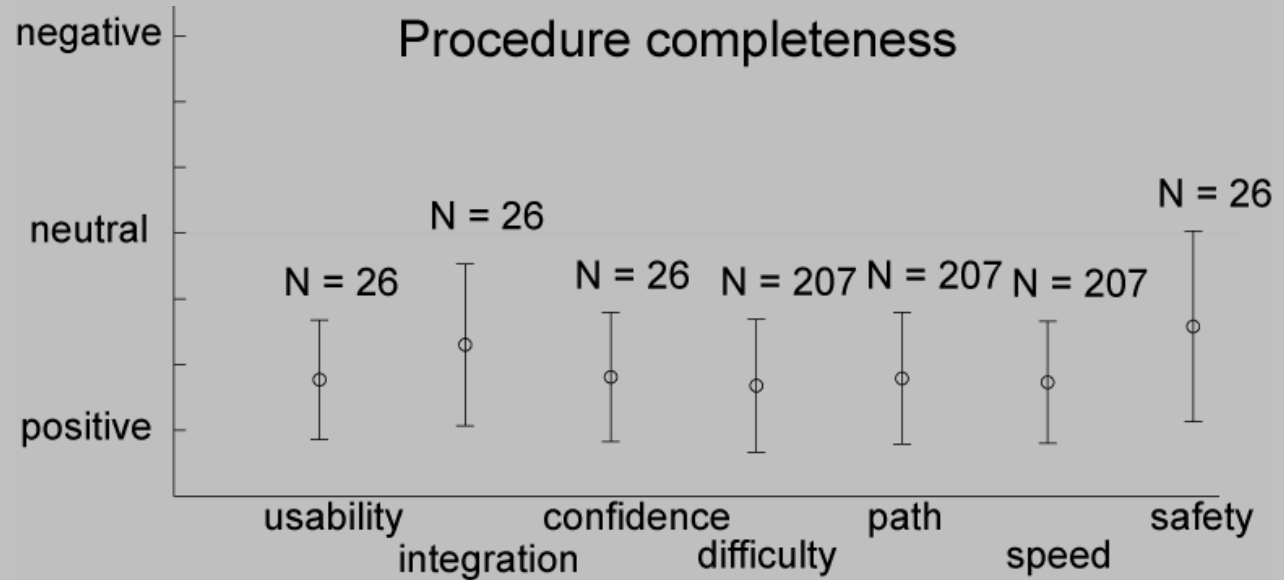 Procedure completeness
negative
neutral
positive
N = 26
N = 26
N = 26
N = 207
N = 207
N = 207
N = 26
usability
integration
confidence
difficulty
path
speed
safety